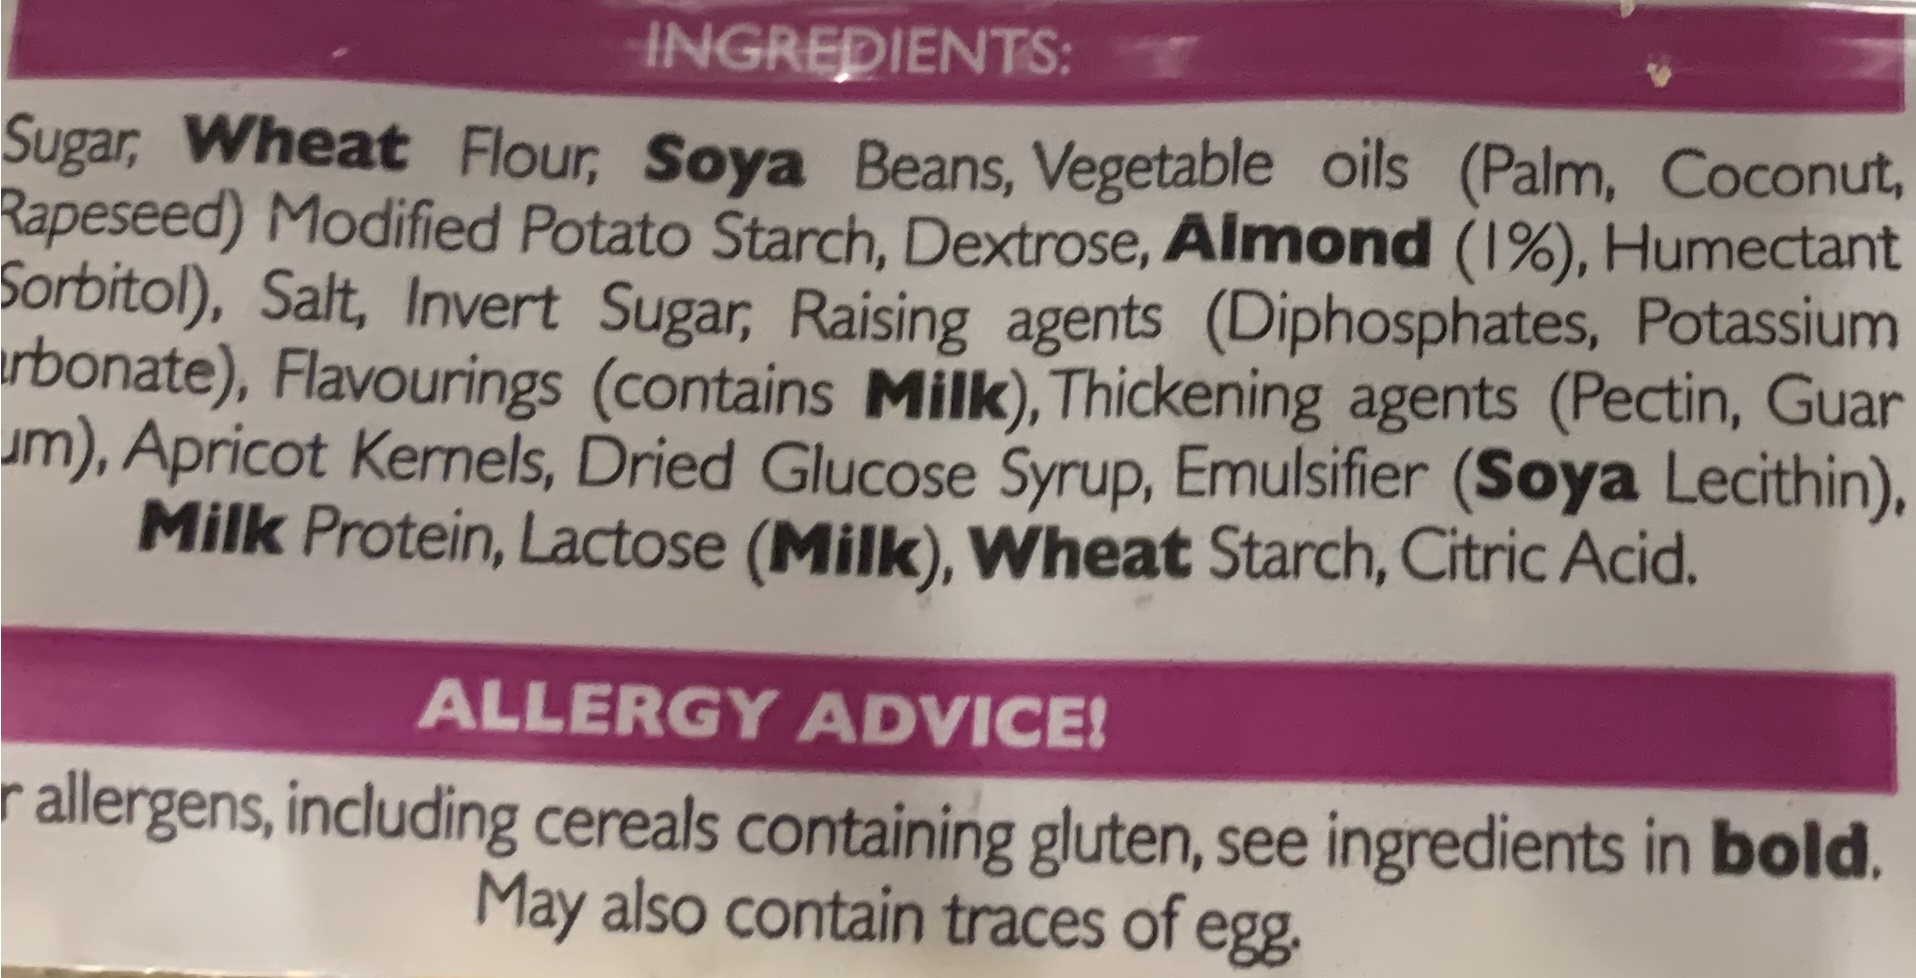 INGREDIENTS:
Sugar, Wheat Flour, Soya Beans, Vegetable oils (Palm, Coconut,
Rapeseed) Modified Potato Starch, Dextrose, Almond (1%), Humectant
Sorbitol), Salt, Invert Sugar, Raising agents (Diphosphates, Potassium
arbonate), Flavourings (contains Milk), Thickening agents (Pectin, Guar
um), Apricot Kernels, Dried Glucose Syrup, Emulsifier (Soya Lecithin),
Milk Protein, Lactose (Milk), Wheat Starch, Citric Acid.
ALLERGY ADVICE!
r allergens, including cereals containing gluten, see ingredients in bold.
May also contain traces of egg.